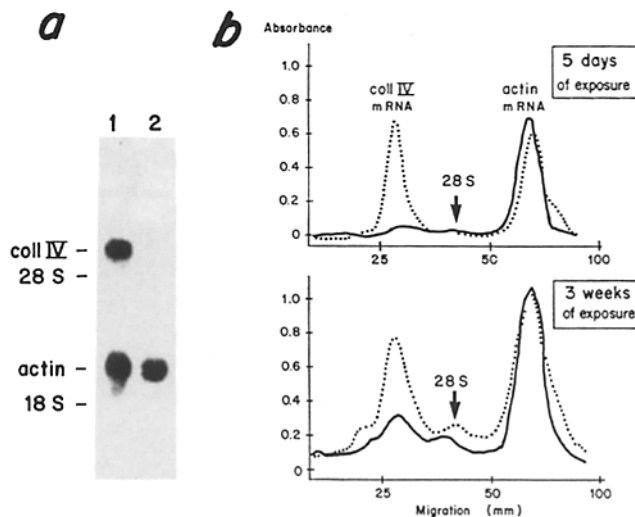 a
1 2
coll IV -
28 S -
actin -
18 S -
b
Absorbance
5 days
of exposure
coll IV
mRNA
actin
mRNA
28 S
1.0
0.8
0.6
0.4
0.2
0
25 50 100
3 weeks
of exposure
28 S
1.0
0.8
0.6
0.4
0.2
0
25 50 100
Migration (mm)